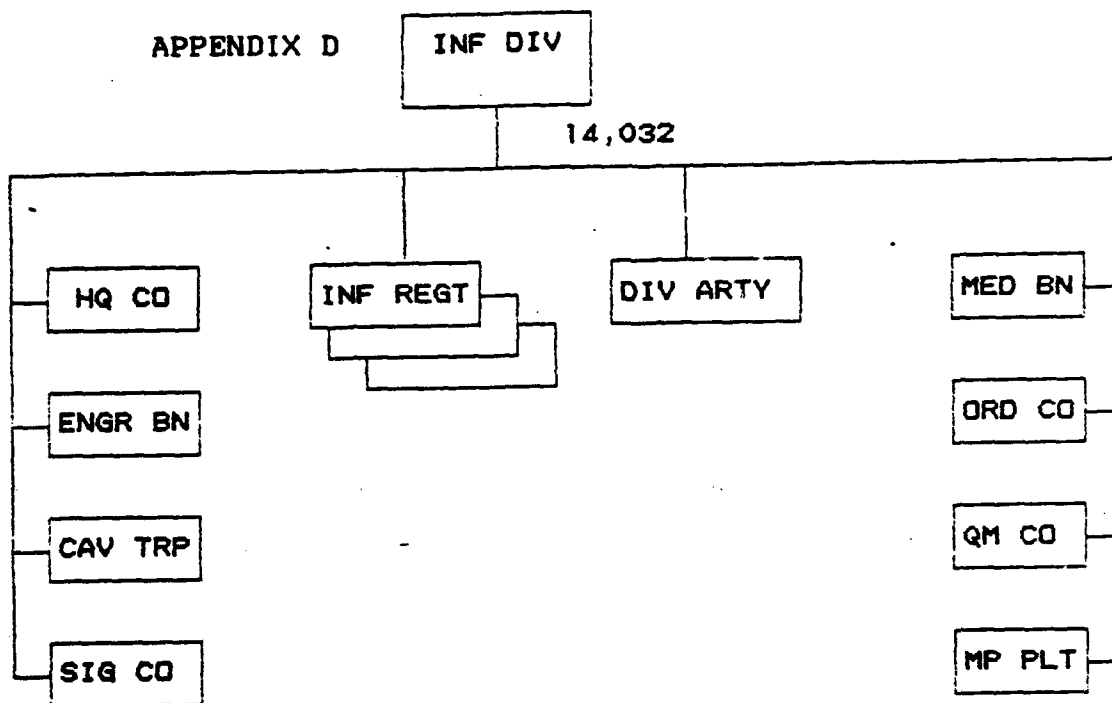 APPENDIX D
INF DIV
14,032
HQ CO
INF REGT
DIV ARTY
MED BN
ENGR BN
ORD CO
CAV TRP
QM CO
SIG CO
MP PLT